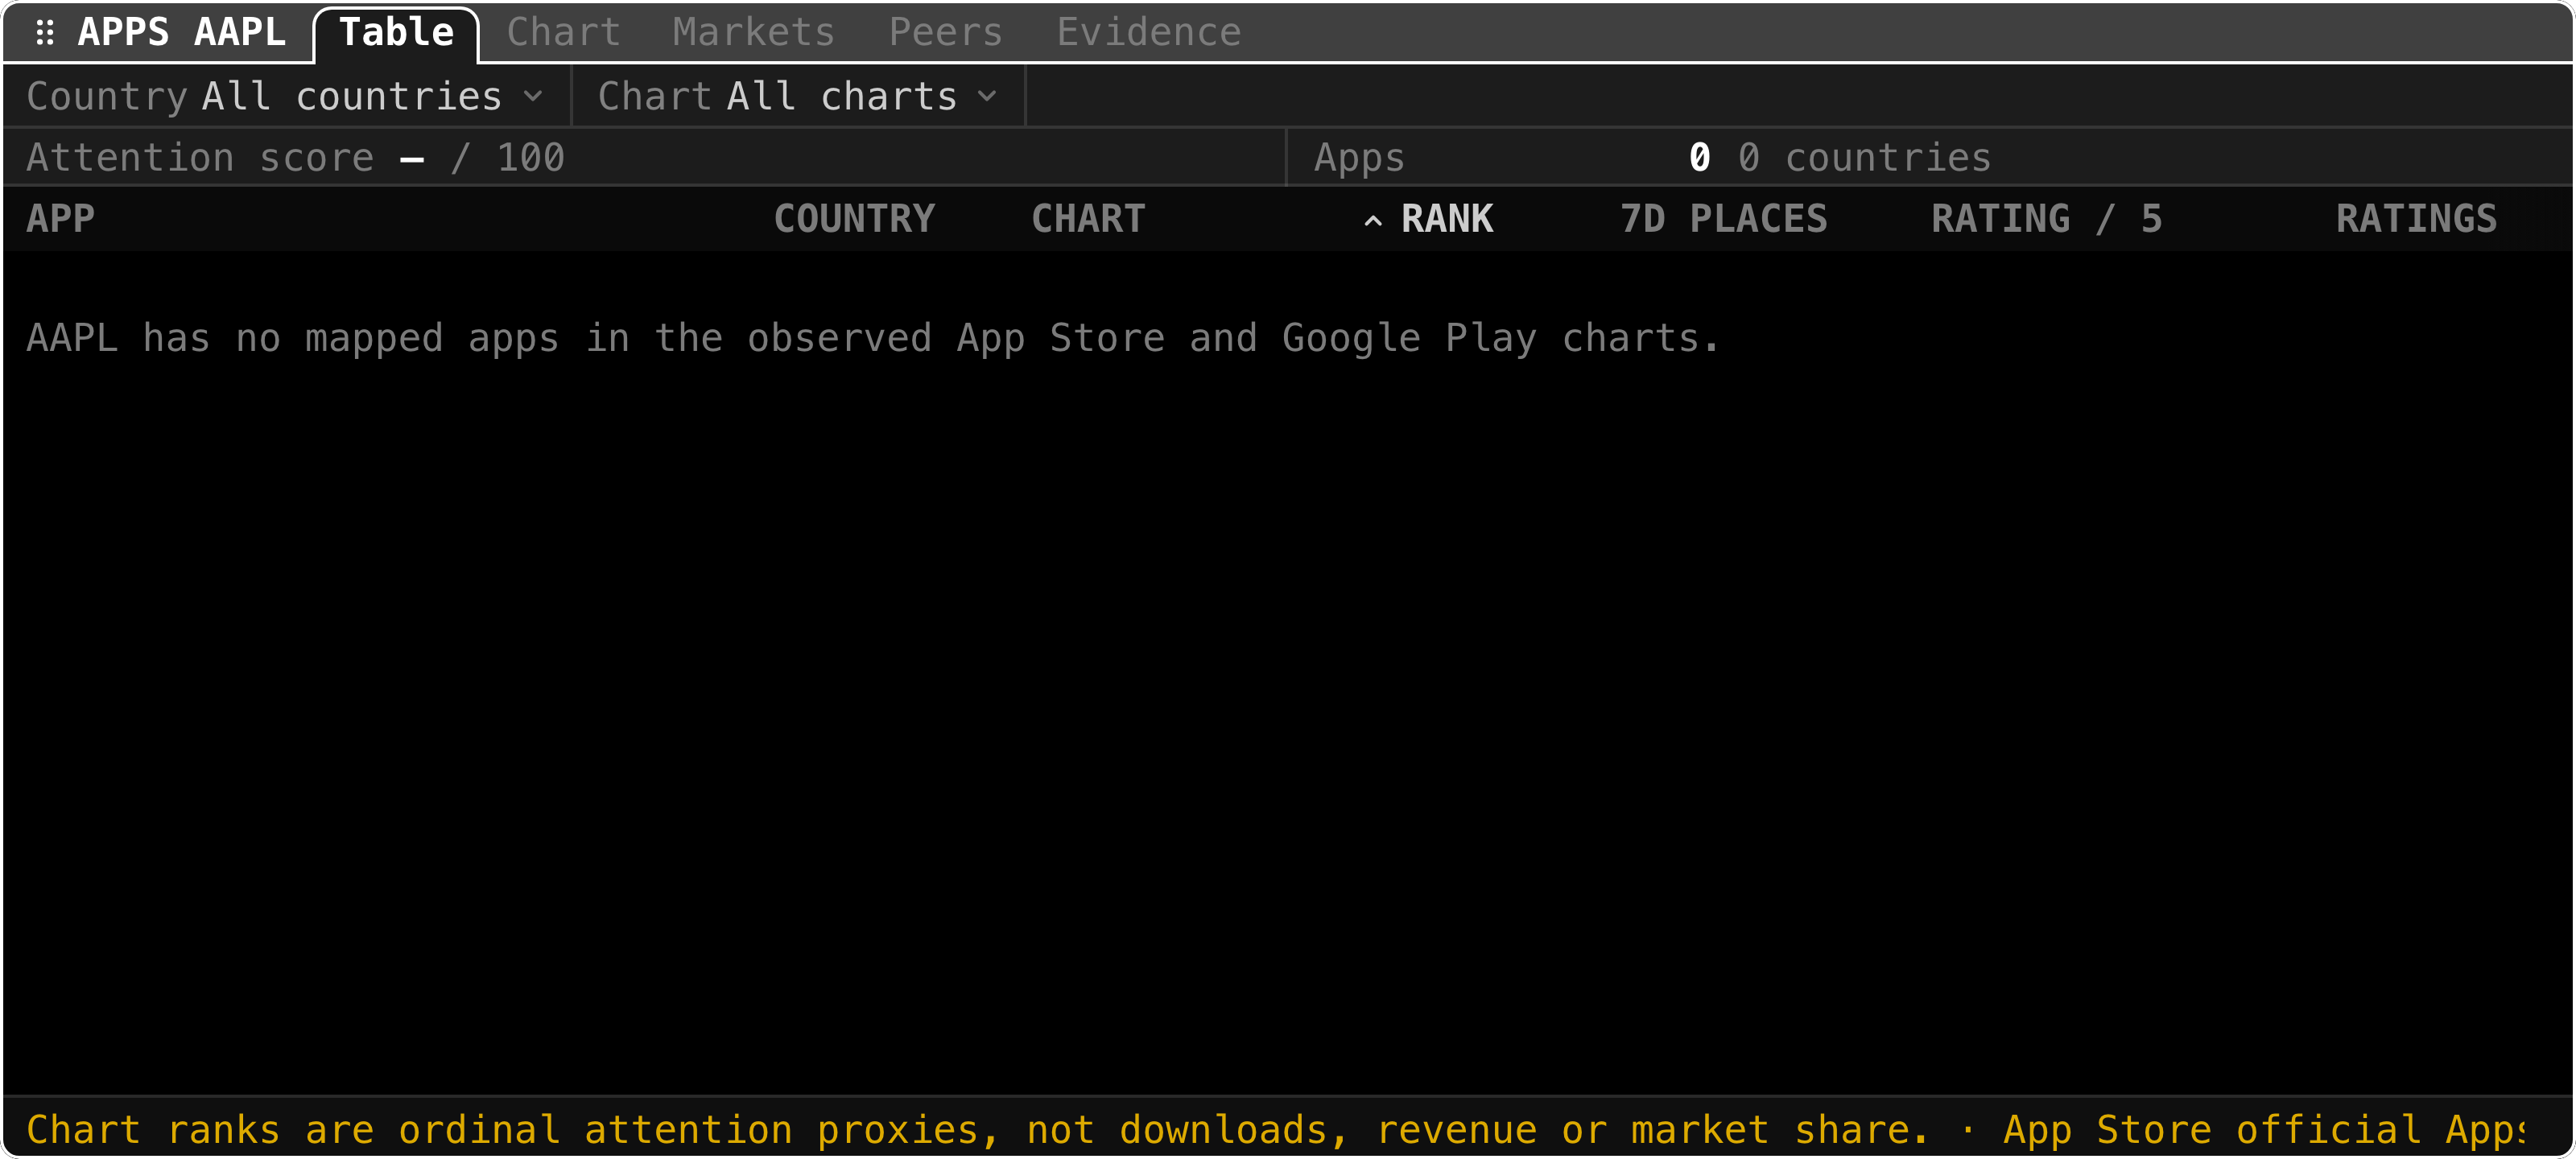 APPS AAPL Table Chart Markets Peers Evidence
Country All countries Chart All charts
Attention score — / 100 Apps 0 0 countries
APP COUNTRY CHART ^ RANK 7D PLACES RATING / 5 RATINGS
AAPL has no mapped apps in the observed App Store and Google Play charts.
Chart ranks are ordinal attention proxies, not downloads, revenue or market share. · App Store official Apps